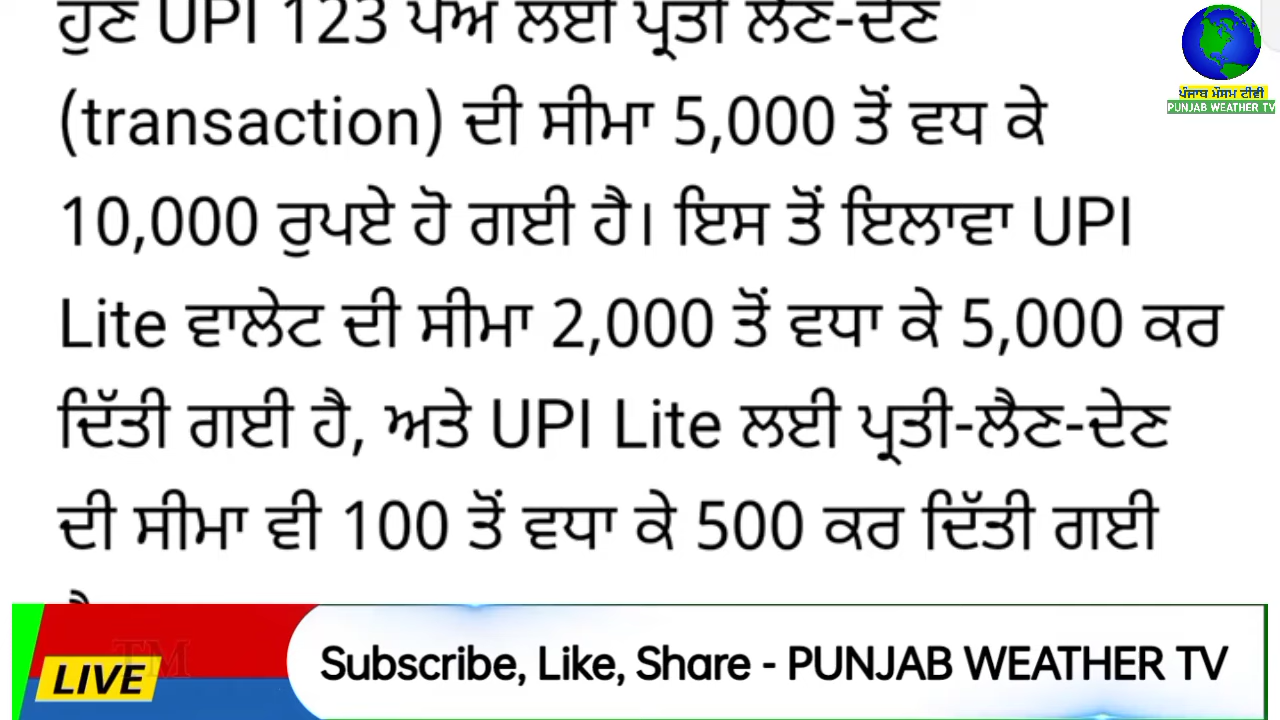 ਹੁਣ UPI 123 ਪੇਅ ਲਈ ਪ੍ਰਤੀ ਲੈਣ-ਦੇਣ
(transaction) ਦੀ ਸੀਮਾ 5,000 ਤੋਂ ਵਧ ਕੇ
10,000 ਰੁਪਏ ਹੋ ਗਈ ਹੈ। ਇਸ ਤੋਂ ਇਲਾਵਾ UPI
Lite ਵਾਲੇਟ ਦੀ ਸੀਮਾ 2,000 ਤੋਂ ਵਧਾ ਕੇ 5,000 ਕਰ
ਦਿੱਤੀ ਗਈ ਹੈ, ਅਤੇ UPI Lite ਲਈ ਪ੍ਰਤੀ-ਲੈਣ-ਦੇਣ
ਦੀ ਸੀਮਾ ਵੀ 100 ਤੋਂ ਵਧਾ ਕੇ 500 ਕਰ ਦਿੱਤੀ ਗਈ
ਪੰਜਾਬ ਮੌਸਮ ਟੀਵੀ
PUNJAB WEATHER TV
TM
LIVE
Subscribe, Like, Share - PUNJAB WEATHER TV